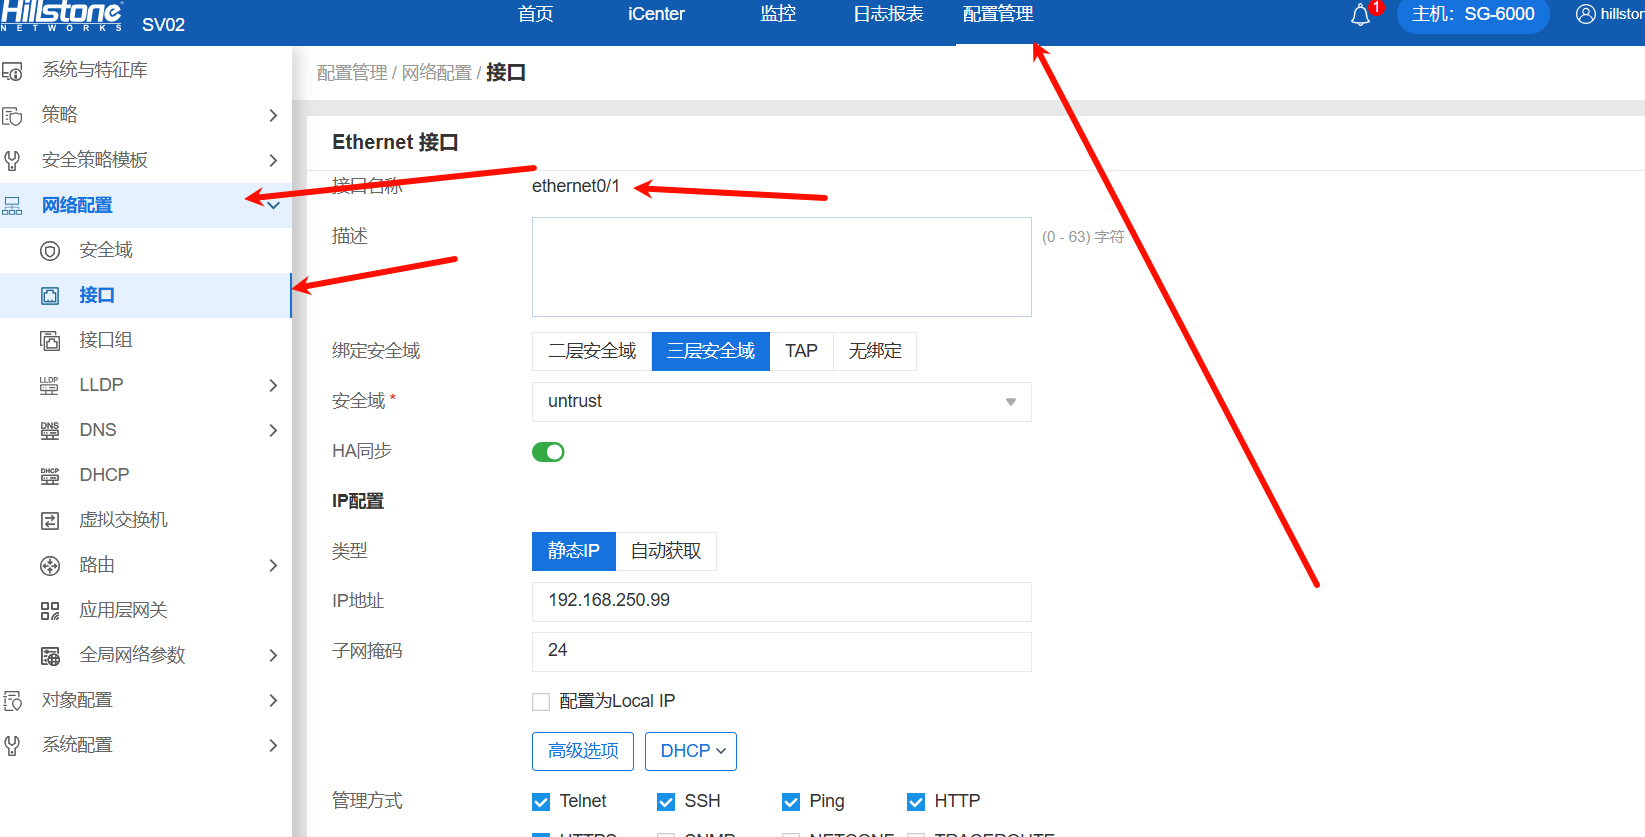 Hillstone
NETWORKS
SV02
首页
iCenter
监控
日志报表
配置管理
1
主机：SG-6000
hillston
系统与特征库
策略
安全策略模板
网络配置
安全域
接口
接口组
LLDP
LLDP
DNS
DNS
DHCP
DHCP
虚拟交换机
路由
应用层网关
全局网络参数
对象配置
系统配置
配置管理 / 网络配置 / 接口
Ethernet 接口
接口名称 ethernet0/1
描述 (0 - 63) 字符
绑定安全域 二层安全域 三层安全域 TAP 无绑定
安全域 * untrust
HA同步
IP配置
类型 静态IP 自动获取
IP地址 192.168.250.99
子网掩码 24
配置为Local IP
高级选项 DHCP
管理方式 Telnet SSH Ping HTTP
HTTPS SNMP NETCONF TRACEROUTE